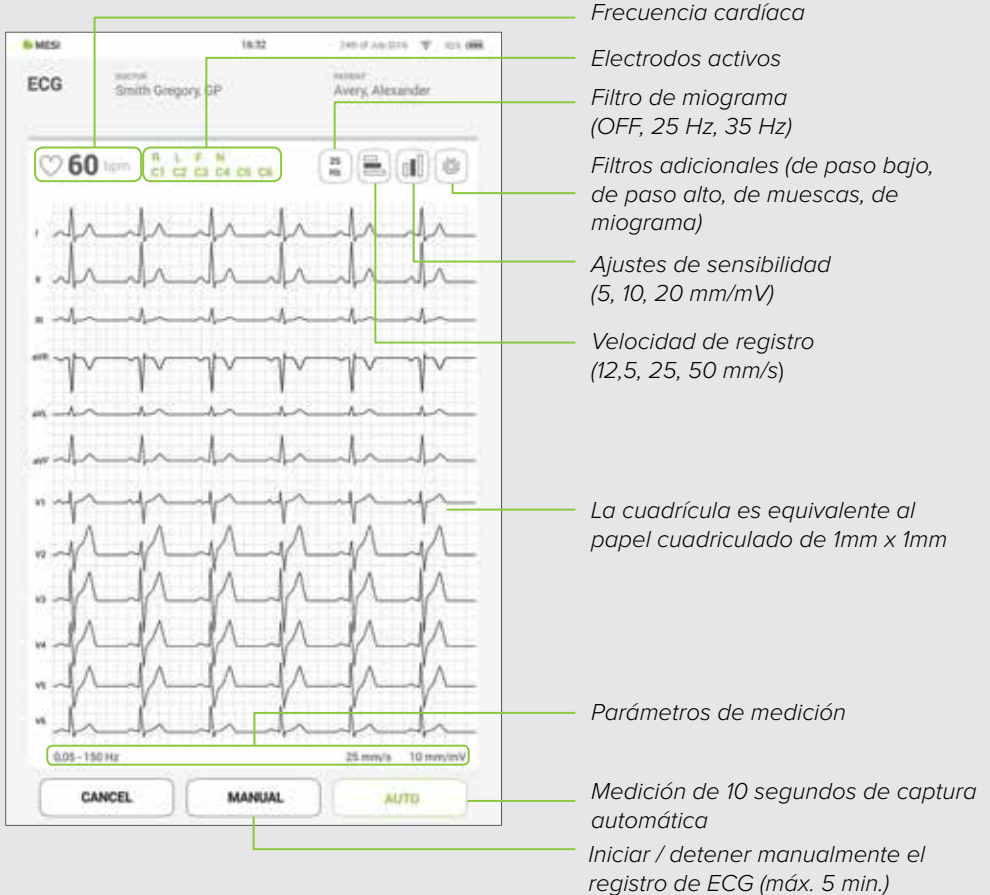 Frecuencia cardíaca
MESI
18:32
24th of July 2016
92%
Electrodos activos
ECG
DOCTOR
Smith Gregory, GP
PATIENT
Avery, Alexander
Filtro de miograma
(OFF, 25 Hz, 35 Hz)
60 bpm
R L F N
C1 C2 C3 C4 C5 C6
25
Hz
Filtros adicionales (de paso bajo,
de paso alto, de muescas, de
miograma)
I
II
Ajustes de sensibilidad
(5, 10, 20 mm/mV)
III
aVR
Velocidad de registro
(12,5, 25, 50 mm/s)
aVL
aVF
V1
La cuadrícula es equivalente al
papel cuadriculado de 1mm x 1mm
V2
V3
V4
V5
V6
Parámetros de medición
0,05 - 150 Hz
25 mm/s
10 mm/mV
CANCEL
MANUAL
AUTO
Medición de 10 segundos de captura
automática
Iniciar / detener manualmente el
registro de ECG (máx. 5 min.)